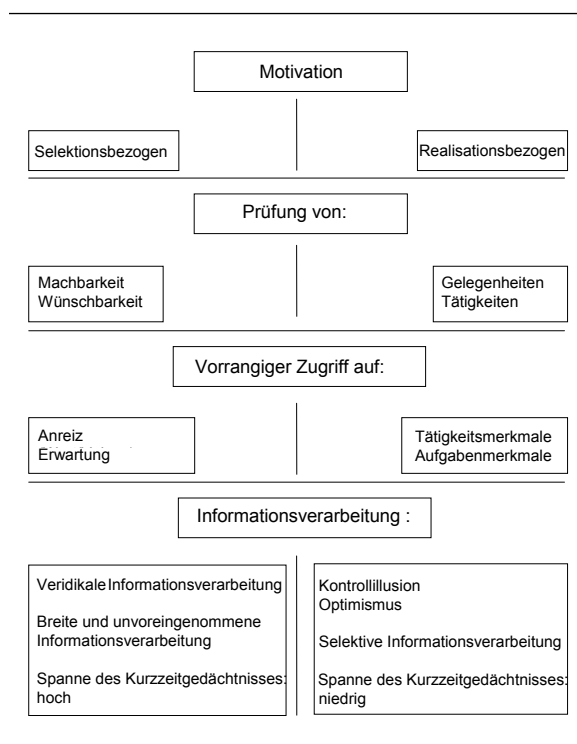 Motivation
Selektionsbezogen
Realisationsbezogen
Prüfung von:
Machbarkeit
Wünschbarkeit
Gelegenheiten
Tätigkeiten
Vorrangiger Zugriff auf:
Anreiz
Erwartung
Tätigkeitsmerkmale
Aufgabenmerkmale
Informationsverarbeitung :
Veridikale Informationsverarbeitung
Breite und unvoreingenommene
Informationsverarbeitung
Spanne des Kurzzeitgedächtnisses:
hoch
Kontrollillusion
Optimismus
Selektive Informationsverarbeitung
Spanne des Kurzzeitgedächtnisses:
niedrig